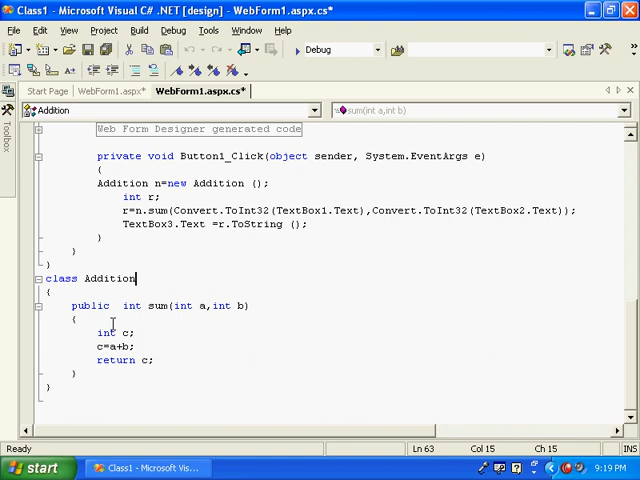 Class1 - Microsoft Visual C# .NET [design] - WebForm1.aspx.cs*
File Edit View Project Build Debug Tools Window Help
Debug
Start Page WebForm1.aspx* WebForm1.aspx.cs*
Addition sum(int a,int b)
Toolbox
Web Form Designer generated code
private void Button1_Click(object sender, System.EventArgs e)
{
Addition n=new Addition ();
int r;
r=n.sum(Convert.ToInt32(TextBox1.Text),Convert.ToInt32(TextBox2.Text));
TextBox3.Text =r.ToString ();
}
}
}
class Addition
{
public  int sum(int a,int b)
{
int c;
c=a+b;
return c;
}
}
Ready Ln 63 Col 15 Ch 15 INS
start Class1 - Microsoft Vis... 9:19 PM